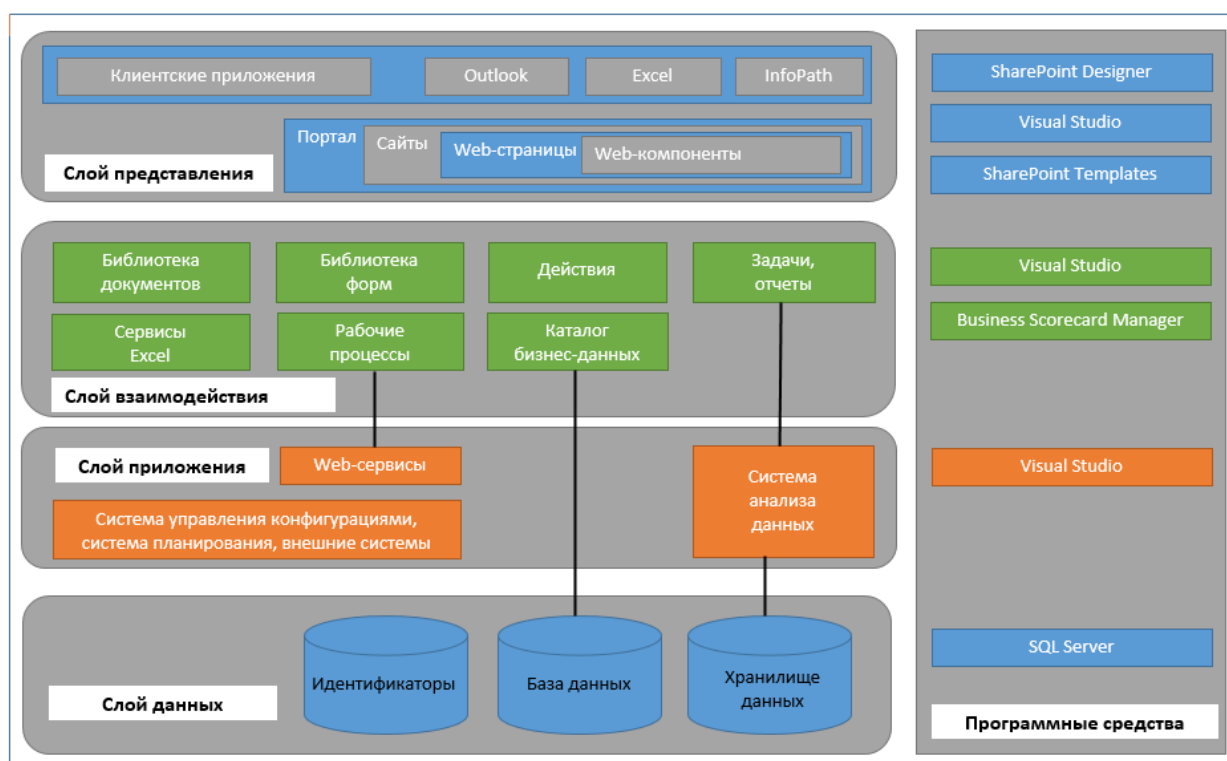 Клиентские приложения
Outlook
Excel
InfoPath
Портал
Сайты
Web-страницы
Web-компоненты
Слой представления
Библиотека
документов
Библиотека
форм
Действия
Задачи,
отчеты
Сервисы
Excel
Рабочие
процессы
Каталог
бизнес-данных
Слой взаимодействия
Слой приложения
Web-сервисы
Система управления конфигурациями,
система планирования, внешние системы
Система
анализа
данных
Идентификаторы
База данных
Хранилище
данных
Слой данных
SharePoint Designer
Visual Studio
SharePoint Templates
Visual Studio
Business Scorecard Manager
Visual Studio
SQL Server
Программные средства